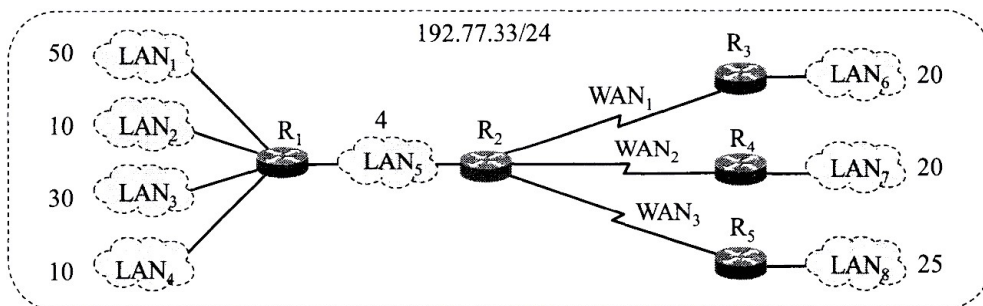 192.77.33/24
50
LAN₁
10
LAN₂
30
LAN₃
10
LAN₄
R₁
4
LAN₅
R₂
WAN₁
WAN₂
WAN₃
R₃
LAN₆
20
R₄
LAN₇
20
R₅
LAN₈
25